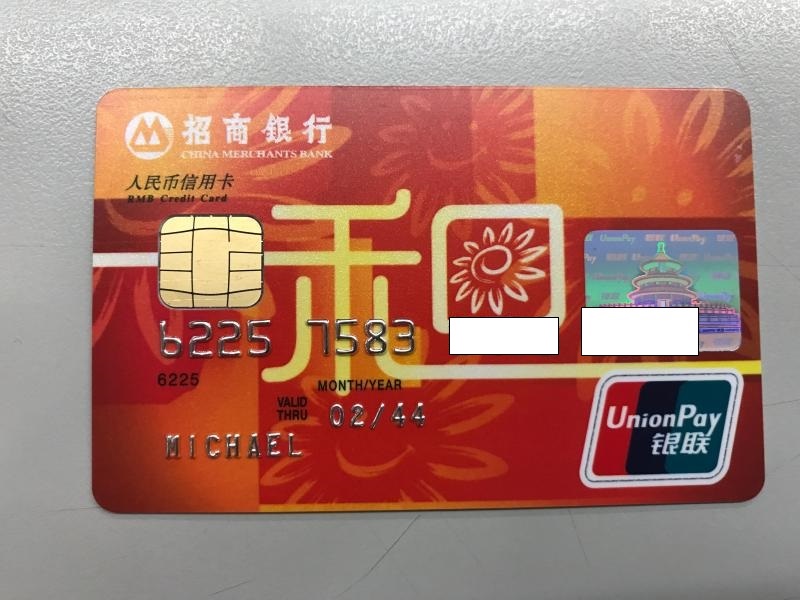 招商银行
CHINA MERCHANTS BANK
人民币信用卡
RMB Credit Card
和
UnionPay
6225 7583
6225
MONTH/YEAR
VALID THRU 02/44
MICHAEL
UnionPay
银联